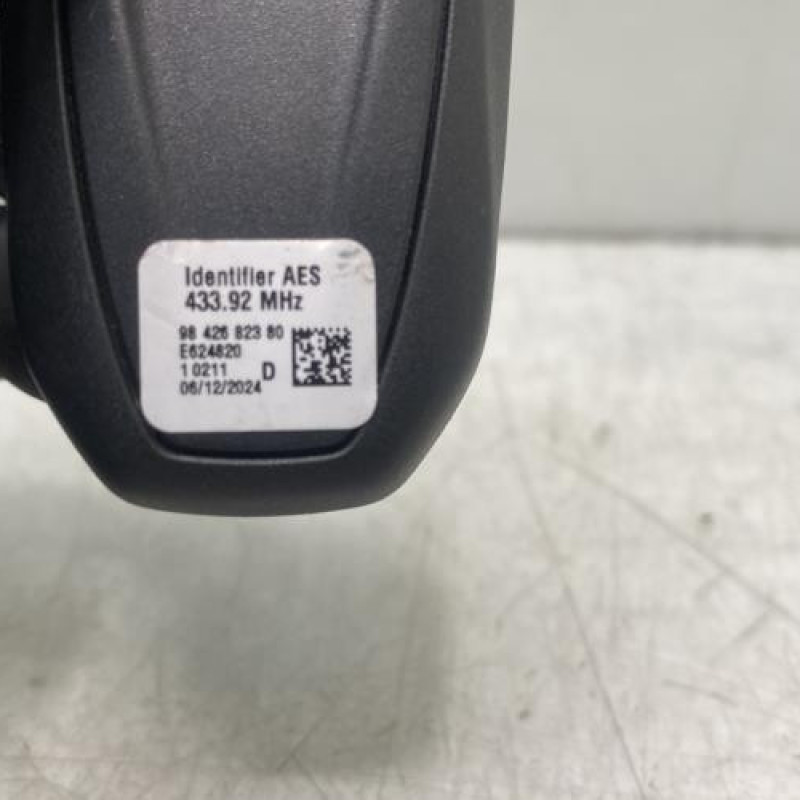 Identifier AES
433.92 MHz
98 426 823 80
E624820
1 0211 D
06/12/2024